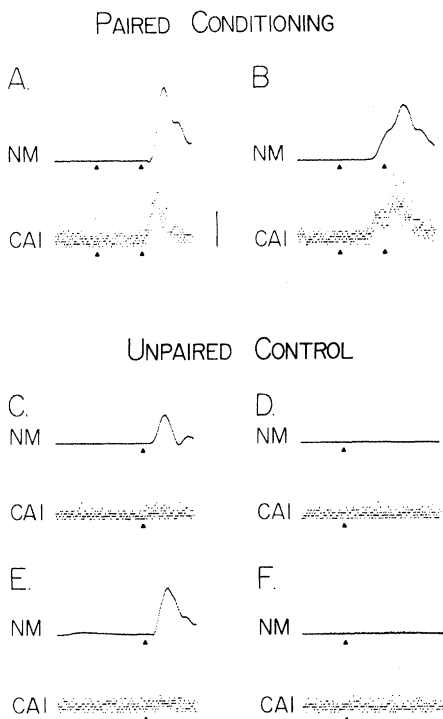 PAIRED CONDITIONING
A. B
NM NM
CAI CAI
UNPAIRED CONTROL
C. D.
NM NM
CAI CAI
E. F.
NM NM
CAI CAI